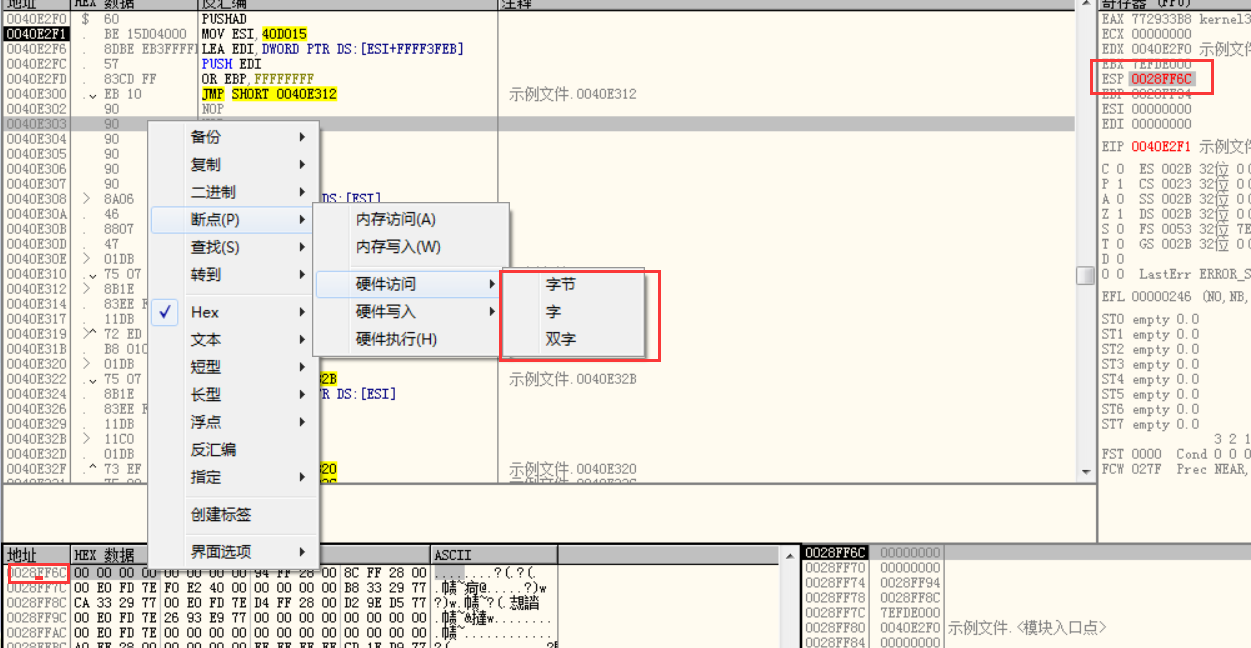 地址 HEX 数据 反汇编 注释 寄存器 (FPU)
0040E2F0 $ 60 PUSHAD
0040E2F1 . BE 15D04000 MOV ESI,40D015
0040E2F6 . 8DBE EB3FFFF LEA EDI,DWORD PTR DS:[ESI+FFFF3FEB]
0040E2FC . 57 PUSH EDI
0040E2FD . 83CD FF OR EBP,FFFFFFFF
0040E300 .⌄ EB 10 JMP SHORT 0040E312 示例文件.0040E312
0040E302 90 NOP
0040E303 90
0040E304 90
0040E305 90
0040E306 90
0040E307 90
0040E308 > 8A06 DS:[ESI]
0040E30A . 46
0040E30B . 8807
0040E30D . 47
0040E30E > 01DB
0040E310 .⌄ 75 07
0040E312 > 8B1E
0040E314 . 83EE F
0040E317 . 11DB
0040E319 >^ 72 ED
0040E31B . B8 010
0040E320 > 01DB
0040E322 .⌄ 75 07 32B 示例文件.0040E32B
0040E324 . 8B1E TR DS:[ESI]
0040E326 . 83EE F
0040E329 . 11DB
0040E32B > 11C0
0040E32D . 01DB
0040E32F .^ 73 EF 320 示例文件.0040E320
备份
复制
二进制
断点(P)
查找(S)
转到
Hex
文本
短型
长型
浮点
反汇编
指定
创建标签
界面选项
内存访问(A)
内存写入(W)
硬件访问
硬件写入
硬件执行(H)
字节
字
双字
EAX 772933B8 kernel3
ECX 00000000
EDX 0040E2F0 示例文件
EBX 7EFDE000
ESP 0028FF6C
EBP 0028FF94
ESI 00000000
EDI 00000000
EIP 0040E2F1 示例文件
C 0 ES 002B 32位 0(
P 1 CS 0023 32位 0(
A 0 SS 002B 32位 0(
Z 1 DS 002B 32位 0(
S 0 FS 0053 32位 7E
T 0 GS 002B 32位 0(
D 0
O 0 LastErr ERROR_S
EFL 00000246 (NO,NB,
ST0 empty 0.0
ST1 empty 0.0
ST2 empty 0.0
ST3 empty 0.0
ST4 empty 0.0
ST5 empty 0.0
ST6 empty 0.0
ST7 empty 0.0
3 2 1
FST 0000 Cond 0 0 0
FCW 027F Prec NEAR,
地址 HEX 数据 ASCII
0028FF6C 00 00 00 00 00 00 00 00 94 FF 28 00 8C FF 28 00
0028FF7C 00 E0 FD 7E F0 E2 40 00 00 00 00 00 B8 33 29 77
0028FF8C CA 33 29 77 00 E0 FD 7E D4 FF 28 00 D2 9E D5 77
0028FF9C 00 E0 FD 7E 26 93 E9 77 00 00 00 00 00 00 00 00
0028FFAC 00 E0 FD 7E 00 00 00 00 00 00 00 00 00 00 00 00
0028FF6C 00000000
0028FF70 00000000
0028FF74 0028FF94
0028FF78 0028FF8C
0028FF7C 7EFDE000
0028FF80 0040E2F0 示例文件.<模块入口点>
0028FF84 00000000